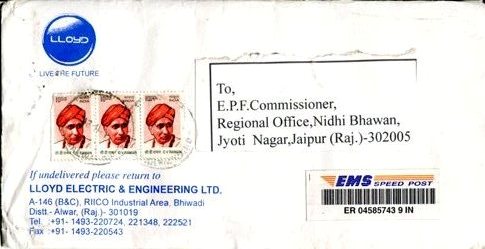 LLOYD
LIVE THE FUTURE
To,
E.P.F.Commissioner,
Regional Office,Nidhi Bhawan,
Jyoti Nagar,Jaipur (Raj.)-302005
If undelivered please return to
LLOYD ELECTRIC & ENGINEERING LTD.
A-146 (B&C), RIICO Industrial Area, Bhiwadi
Distt.- Alwar, (Raj.)- 301019
Tel. :+91- 1493-220724, 221348, 222521
Fax :+91- 1493-220543
EMS SPEED POST
ER 04585743 9 IN